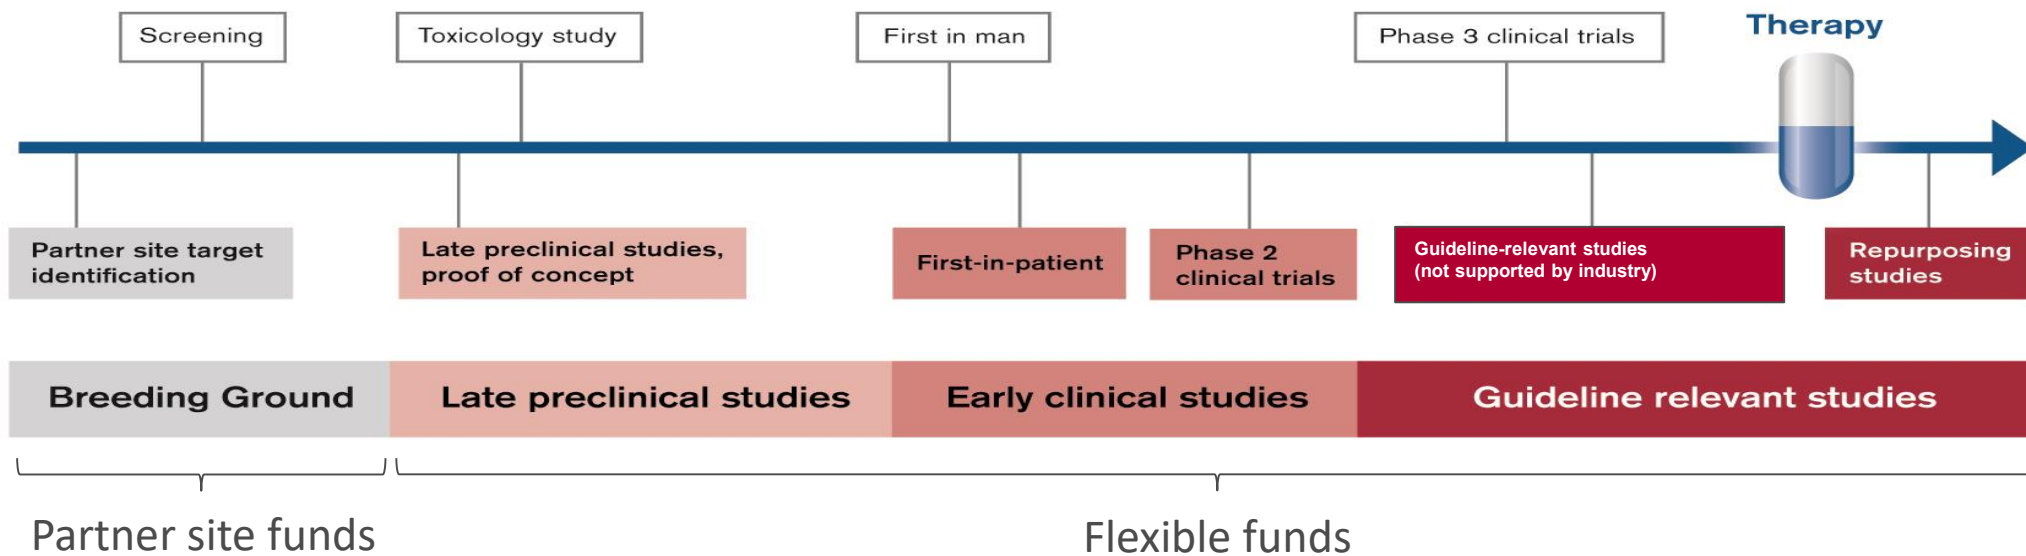 Screening
Toxicology study
First in man
Phase 3 clinical trials
Therapy
Partner site target
identification
Late preclinical studies,
proof of concept
First-in-patient
Phase 2
clinical trials
Guideline-relevant studies
(not supported by industry)
Repurposing
studies
Breeding Ground
Late preclinical studies
Early clinical studies
Guideline relevant studies
Partner site funds
Flexible funds